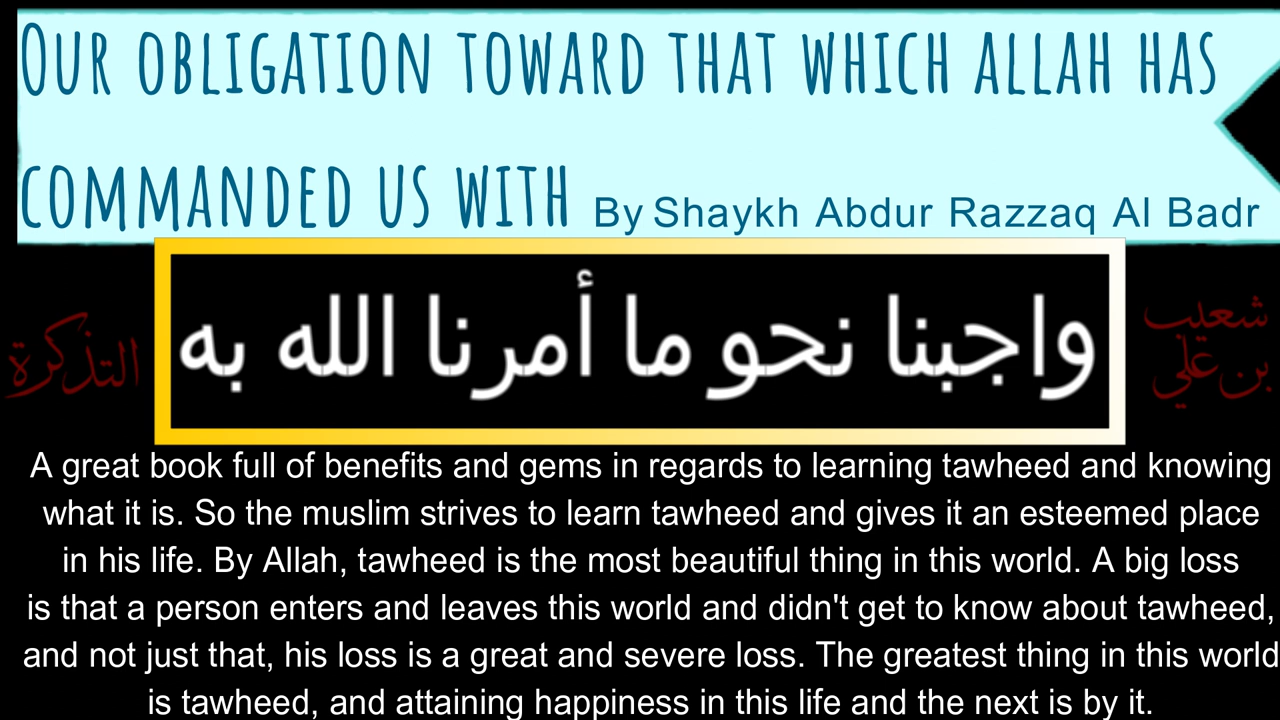 Our obligation toward that which Allah has
commanded us with By Shaykh Abdur Razzaq Al Badr
واجبنا نحو ما أمرنا الله به
شعيب
بن علي
التذكرة
A great book full of benefits and gems in regards to learning tawheed and knowing
what it is. So the muslim strives to learn tawheed and gives it an esteemed place
in his life. By Allah, tawheed is the most beautiful thing in this world. A big loss
is that a person enters and leaves this world and didn't get to know about tawheed,
and not just that, his loss is a great and severe loss. The greatest thing in this world
is tawheed, and attaining happiness in this life and the next is by it.